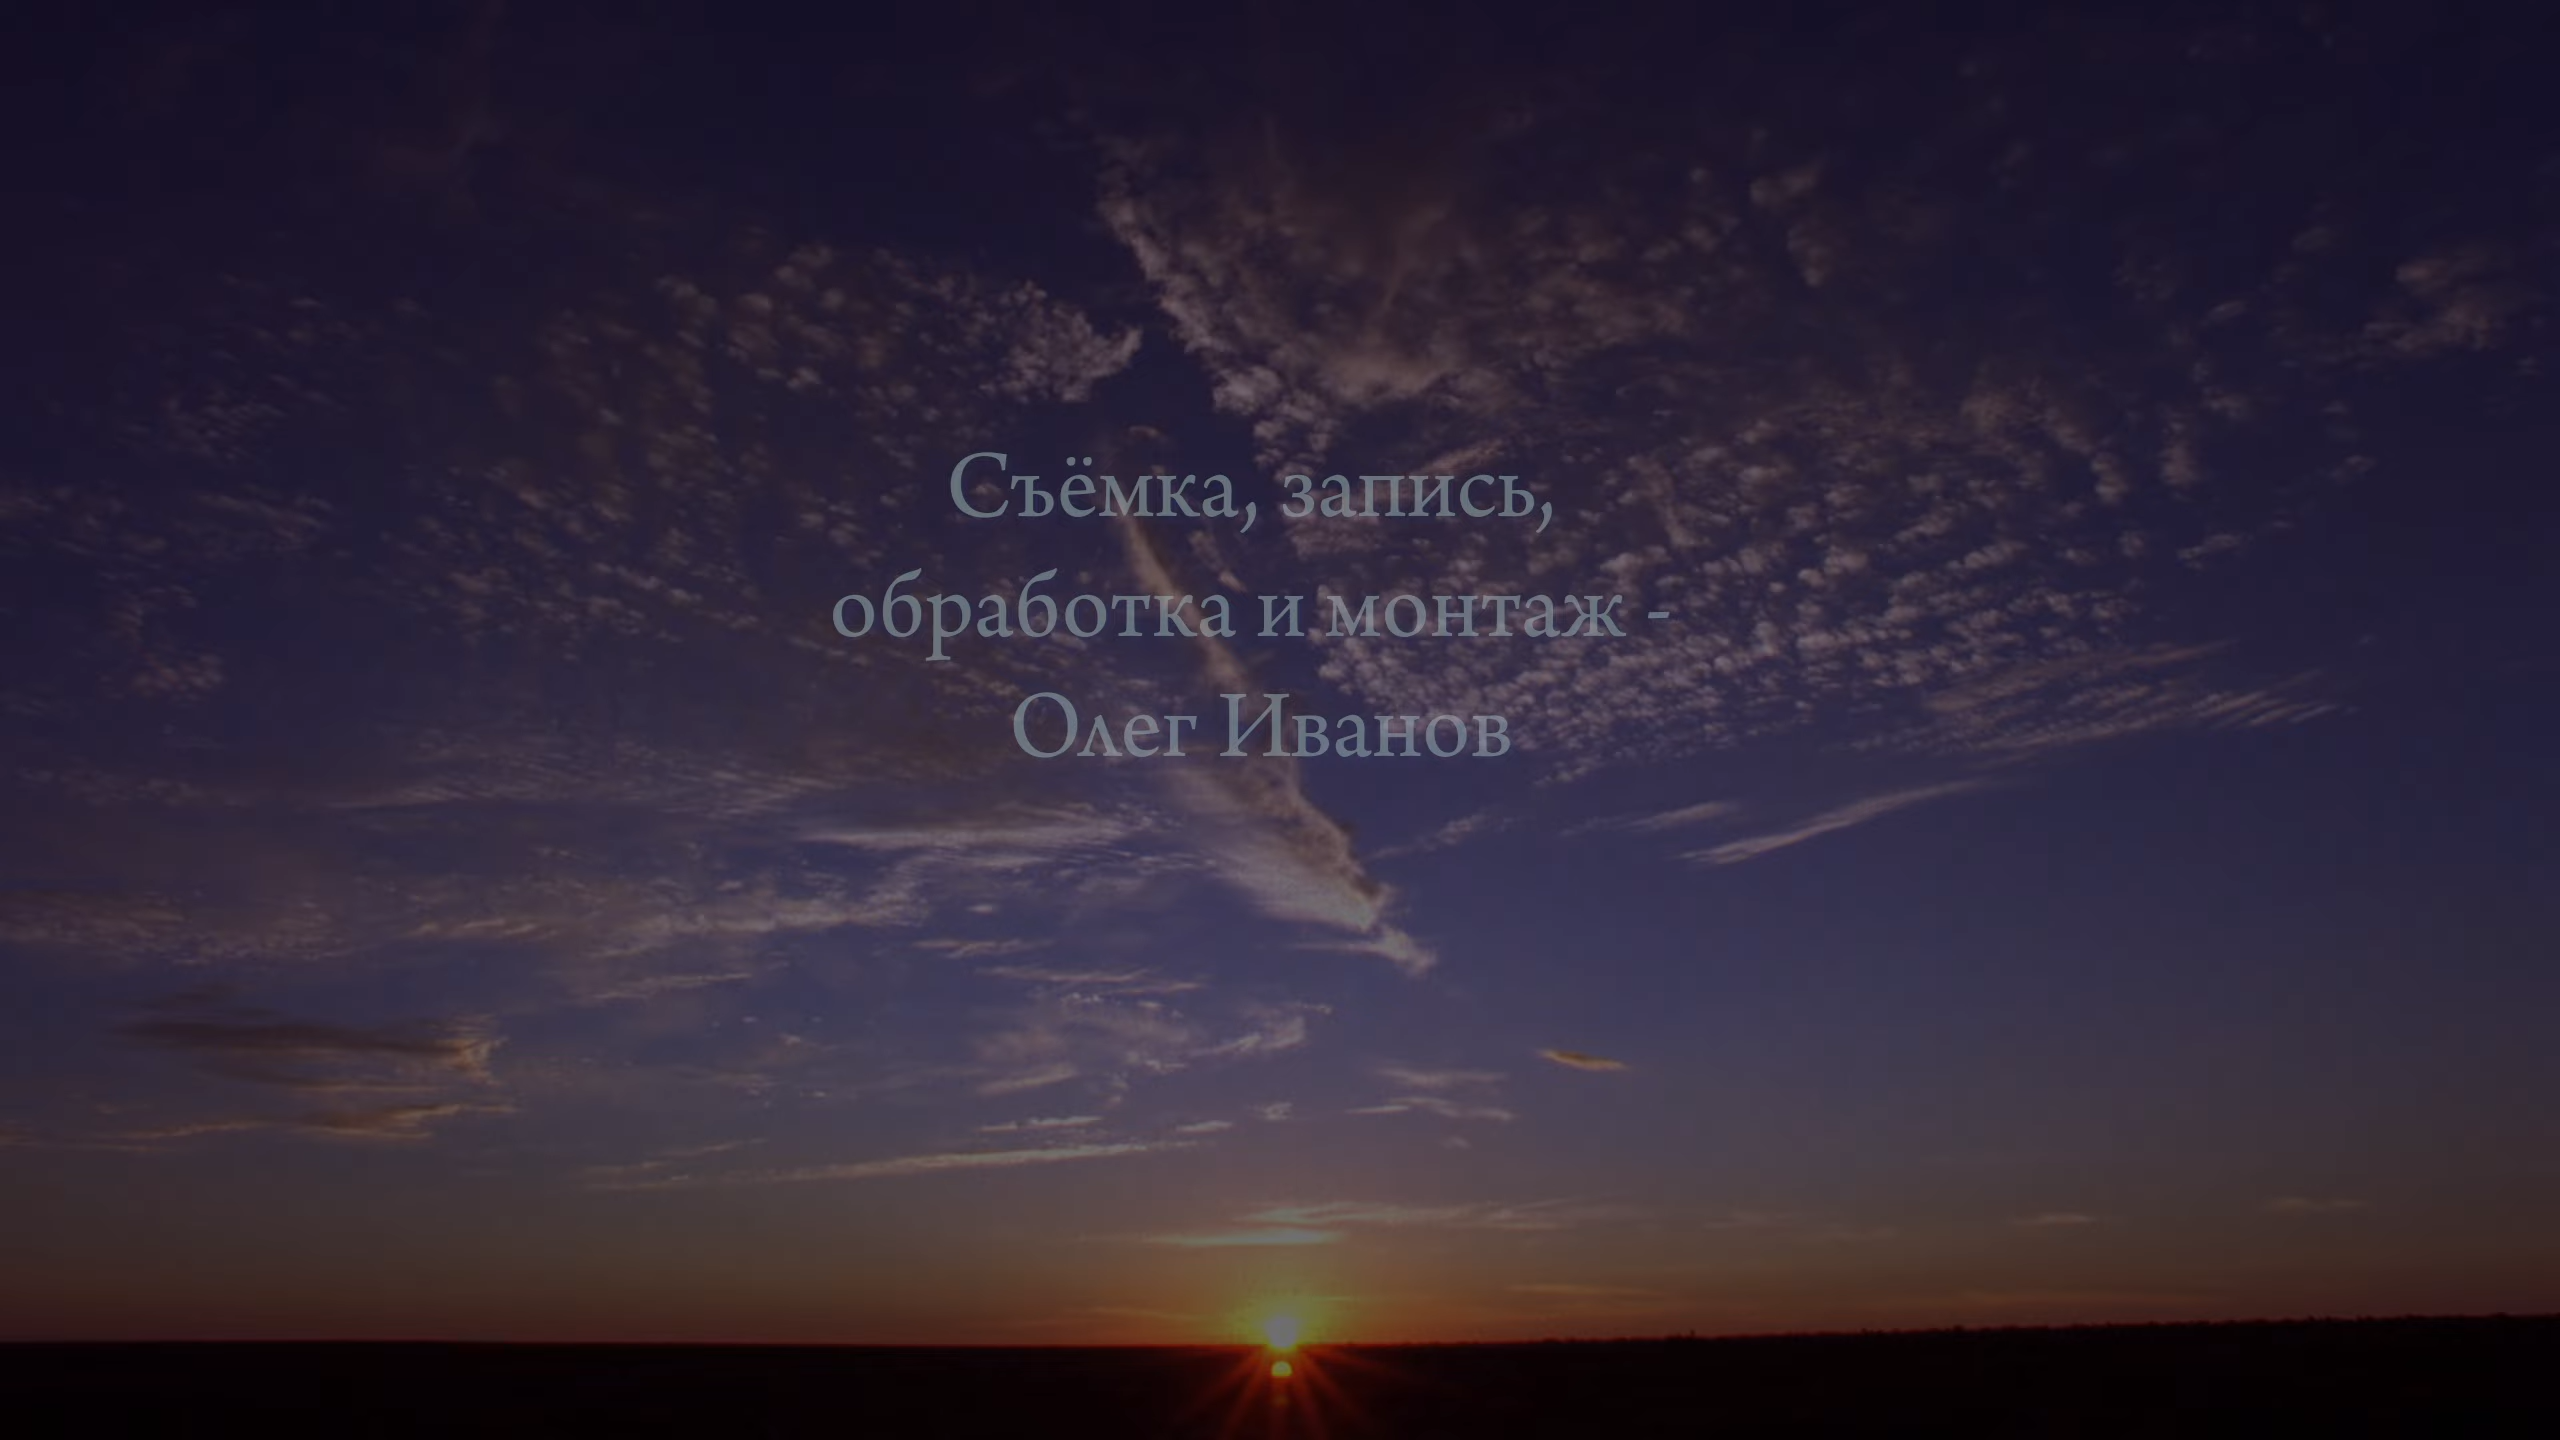 Съёмка, запись,
обработка и монтаж -
Олег Иванов